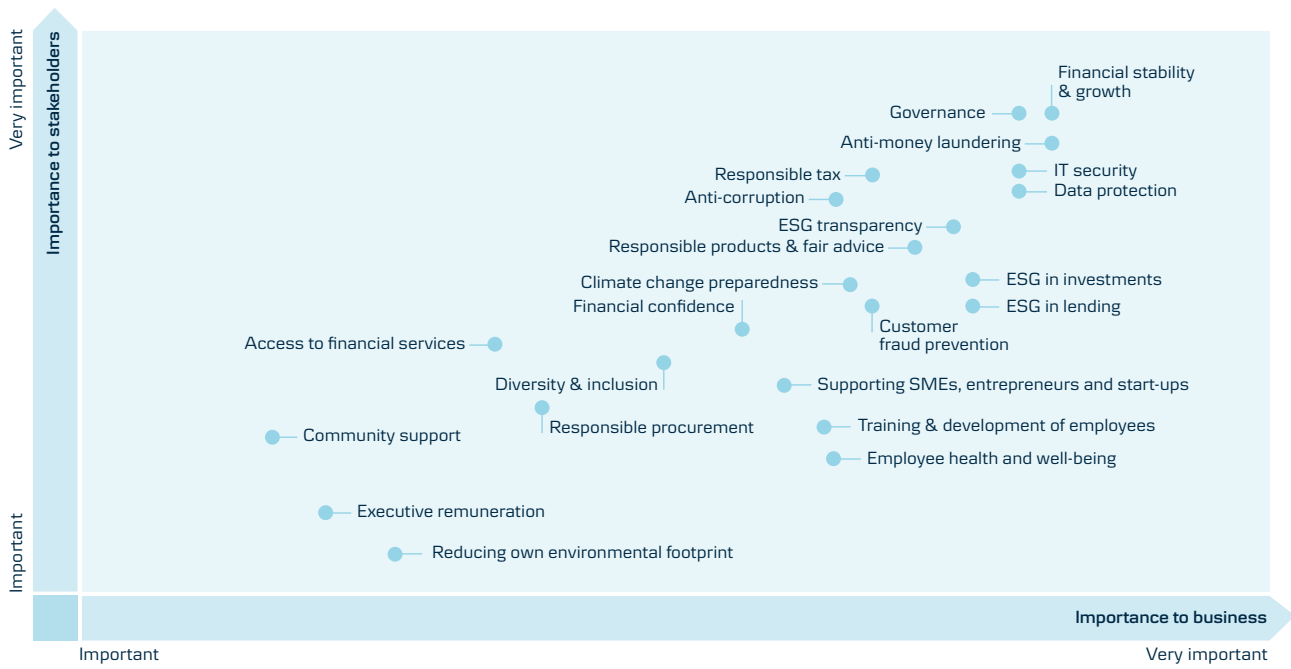 Very important
Importance to stakeholders
Important
Financial stability
& growth
Governance
Anti-money laundering
IT security
Responsible tax
Data protection
Anti-corruption
ESG transparency
Responsible products & fair advice
ESG in investments
Climate change preparedness
Financial confidence
ESG in lending
Customer
fraud prevention
Access to financial services
Diversity & inclusion
Supporting SMEs, entrepreneurs and start-ups
Responsible procurement
Training & development of employees
Community support
Employee health and well-being
Executive remuneration
Reducing own environmental footprint
Importance to business
Important
Very important